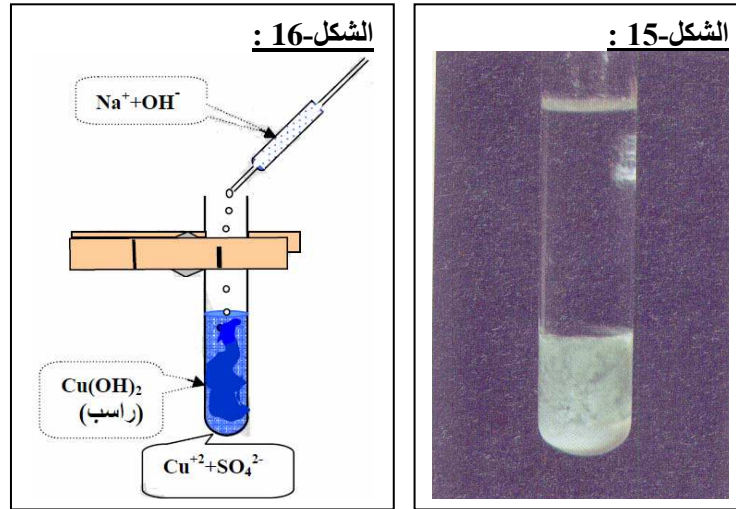 الشكل-15 :
الشكل-16 :
Na⁺+OH⁻
Cu(OH)₂
(راسب)
Cu⁺²+SO₄²⁻